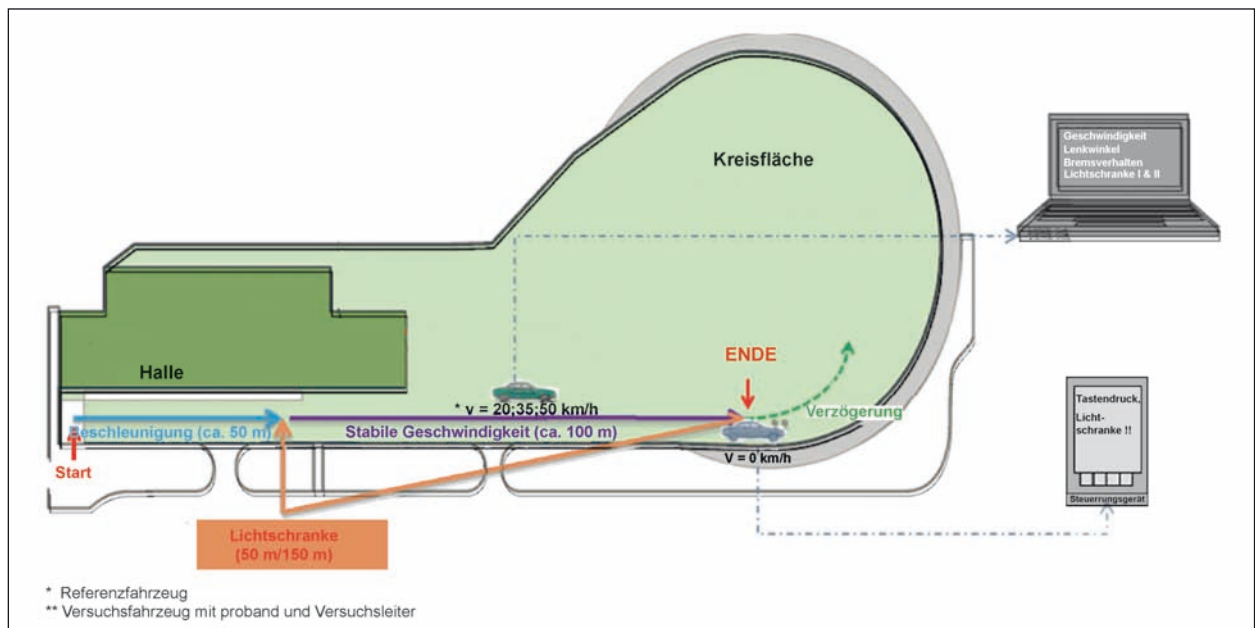 Kreisfläche
Geschwindigkeit
Lenkwinkel
Bremsverhalten
Lichtschranke I & II
Halle
ENDE
* v = 20;35;50 km/h
Verzögerung
Beschleunigung (ca. 50 m)
Stabile Geschwindigkeit (ca. 100 m)
Start
V = 0 km/h
Tastendruck,
Licht-
schranke !!
Steuerrungsgerät
Lichtschranke
(50 m/150 m)
* Referenzfahrzeug
** Versuchsfahrzeug mit proband und Versuchsleiter